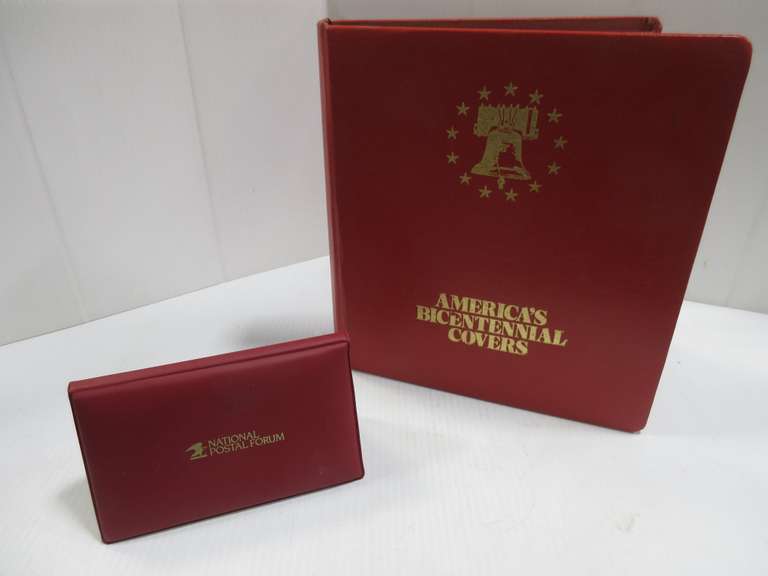 AMERICA'S
BICENTENNIAL
COVERS
NATIONAL
POSTAL FORUM